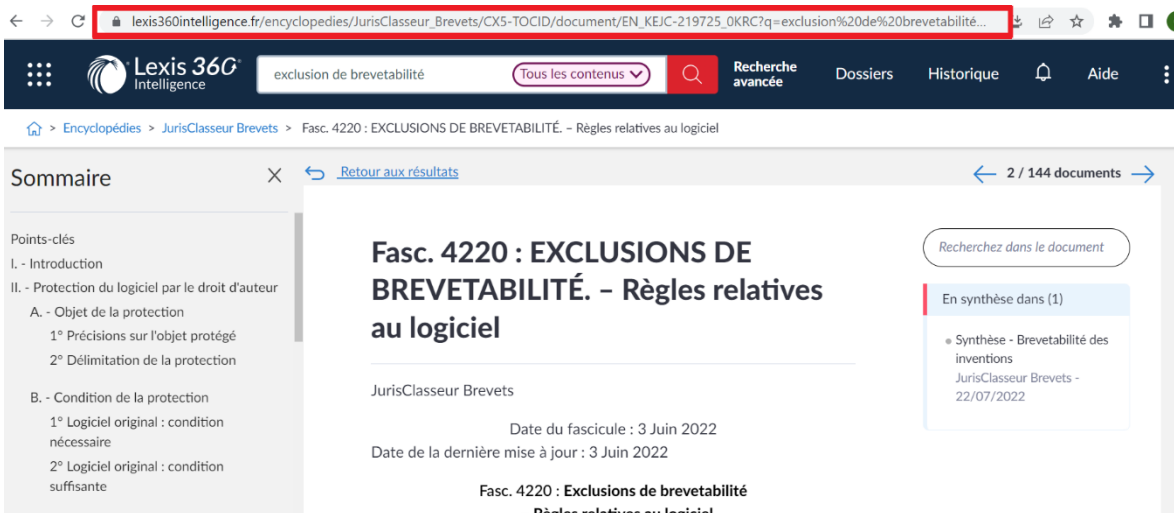 lexis360intelligence.fr/encyclopedies/JurisClasseur_Brevets/CX5-TOCID/document/EN_KEJC-219725_0KRC?q=exclusion%20de%20brevetabilité...
Lexis 360
Intelligence
exclusion de brevetabilité
Tous les contenus
Recherche
avancée
Dossiers
Historique
Aide
> Encyclopédies > JurisClasseur Brevets > Fasc. 4220 : EXCLUSIONS DE BREVETABILITÉ. – Règles relatives au logiciel
Sommaire
Retour aux résultats
2 / 144 documents
Points-clés
I. - Introduction
II. - Protection du logiciel par le droit d'auteur
A. - Objet de la protection
1° Précisions sur l'objet protégé
2° Délimitation de la protection
B. - Condition de la protection
1° Logiciel original : condition
nécessaire
2° Logiciel original : condition
suffisante
Fasc. 4220 : EXCLUSIONS DE
BREVETABILITÉ. – Règles relatives
au logiciel
JurisClasseur Brevets
Date du fascicule : 3 Juin 2022
Date de la dernière mise à jour : 3 Juin 2022
Fasc. 4220 : Exclusions de brevetabilité
Règles relatives au logiciel
Recherchez dans le document
En synthèse dans (1)
Synthèse - Brevetabilité des
inventions
JurisClasseur Brevets -
22/07/2022